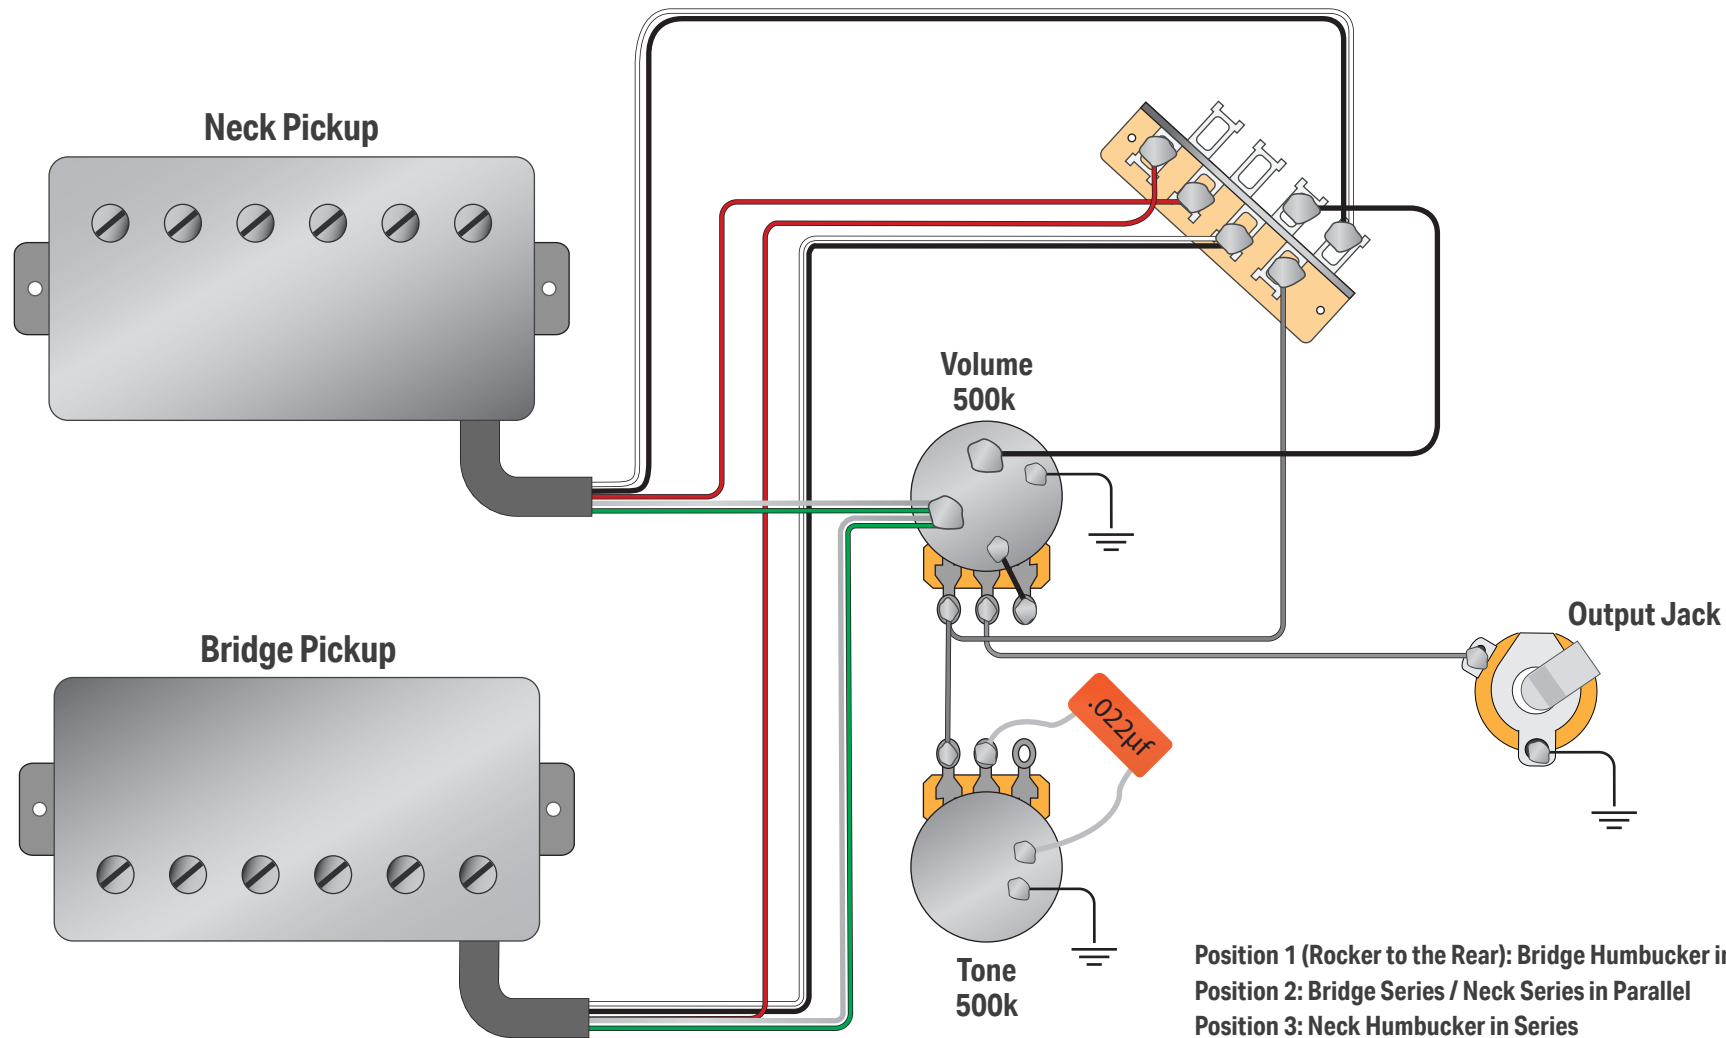 Neck Pickup
Volume
500k
Output Jack
Bridge Pickup
.022µf
Tone
500k
Position 1 (Rocker to the Rear): Bridge Humbucker
Position 2: Bridge Series / Neck Series in Parallel
Position 3: Neck Humbucker in Series